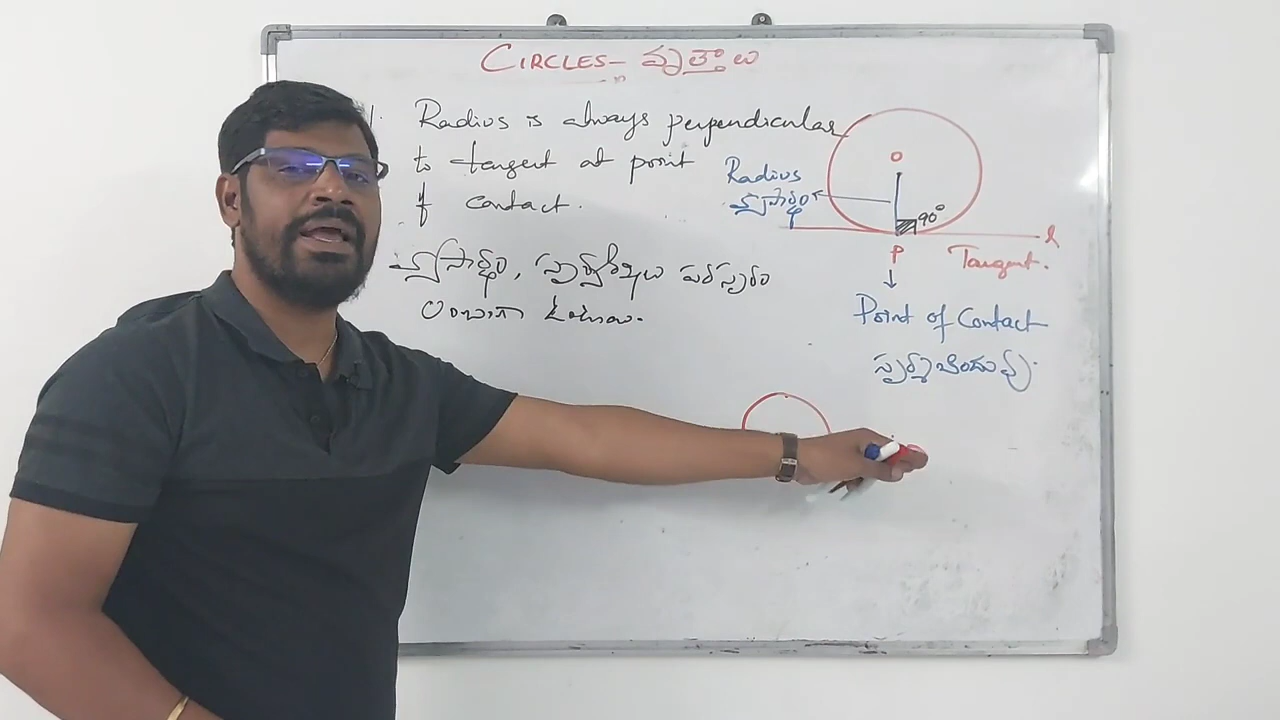 CIRCLES - వృత్తాలు
1. Radius is always perpendicular
to tangent at point
of contact.
వ్యాసార్థం, స్పర్శరేఖలు పరస్పరం
లంబంగా ఉంటాయి.
O
Radius
వ్యాసార్థం
90°
P
Tangent.
l
Point of Contact
స్పర్శబిందువు.